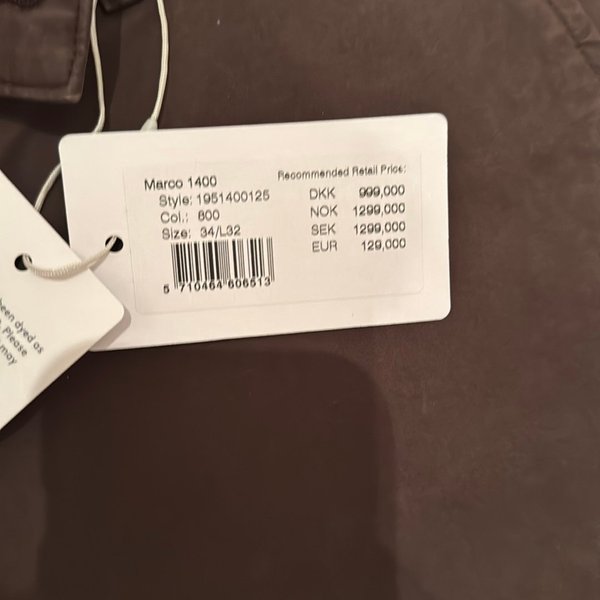 Marco 1400
Style: 1951400125
Col.: 800
Size: 34/L32
5 710464 606513
Recommended Retail Price:
DKK 999,000
NOK 1299,000
SEK 1299,000
EUR 129,000
been dyed as
Please
may